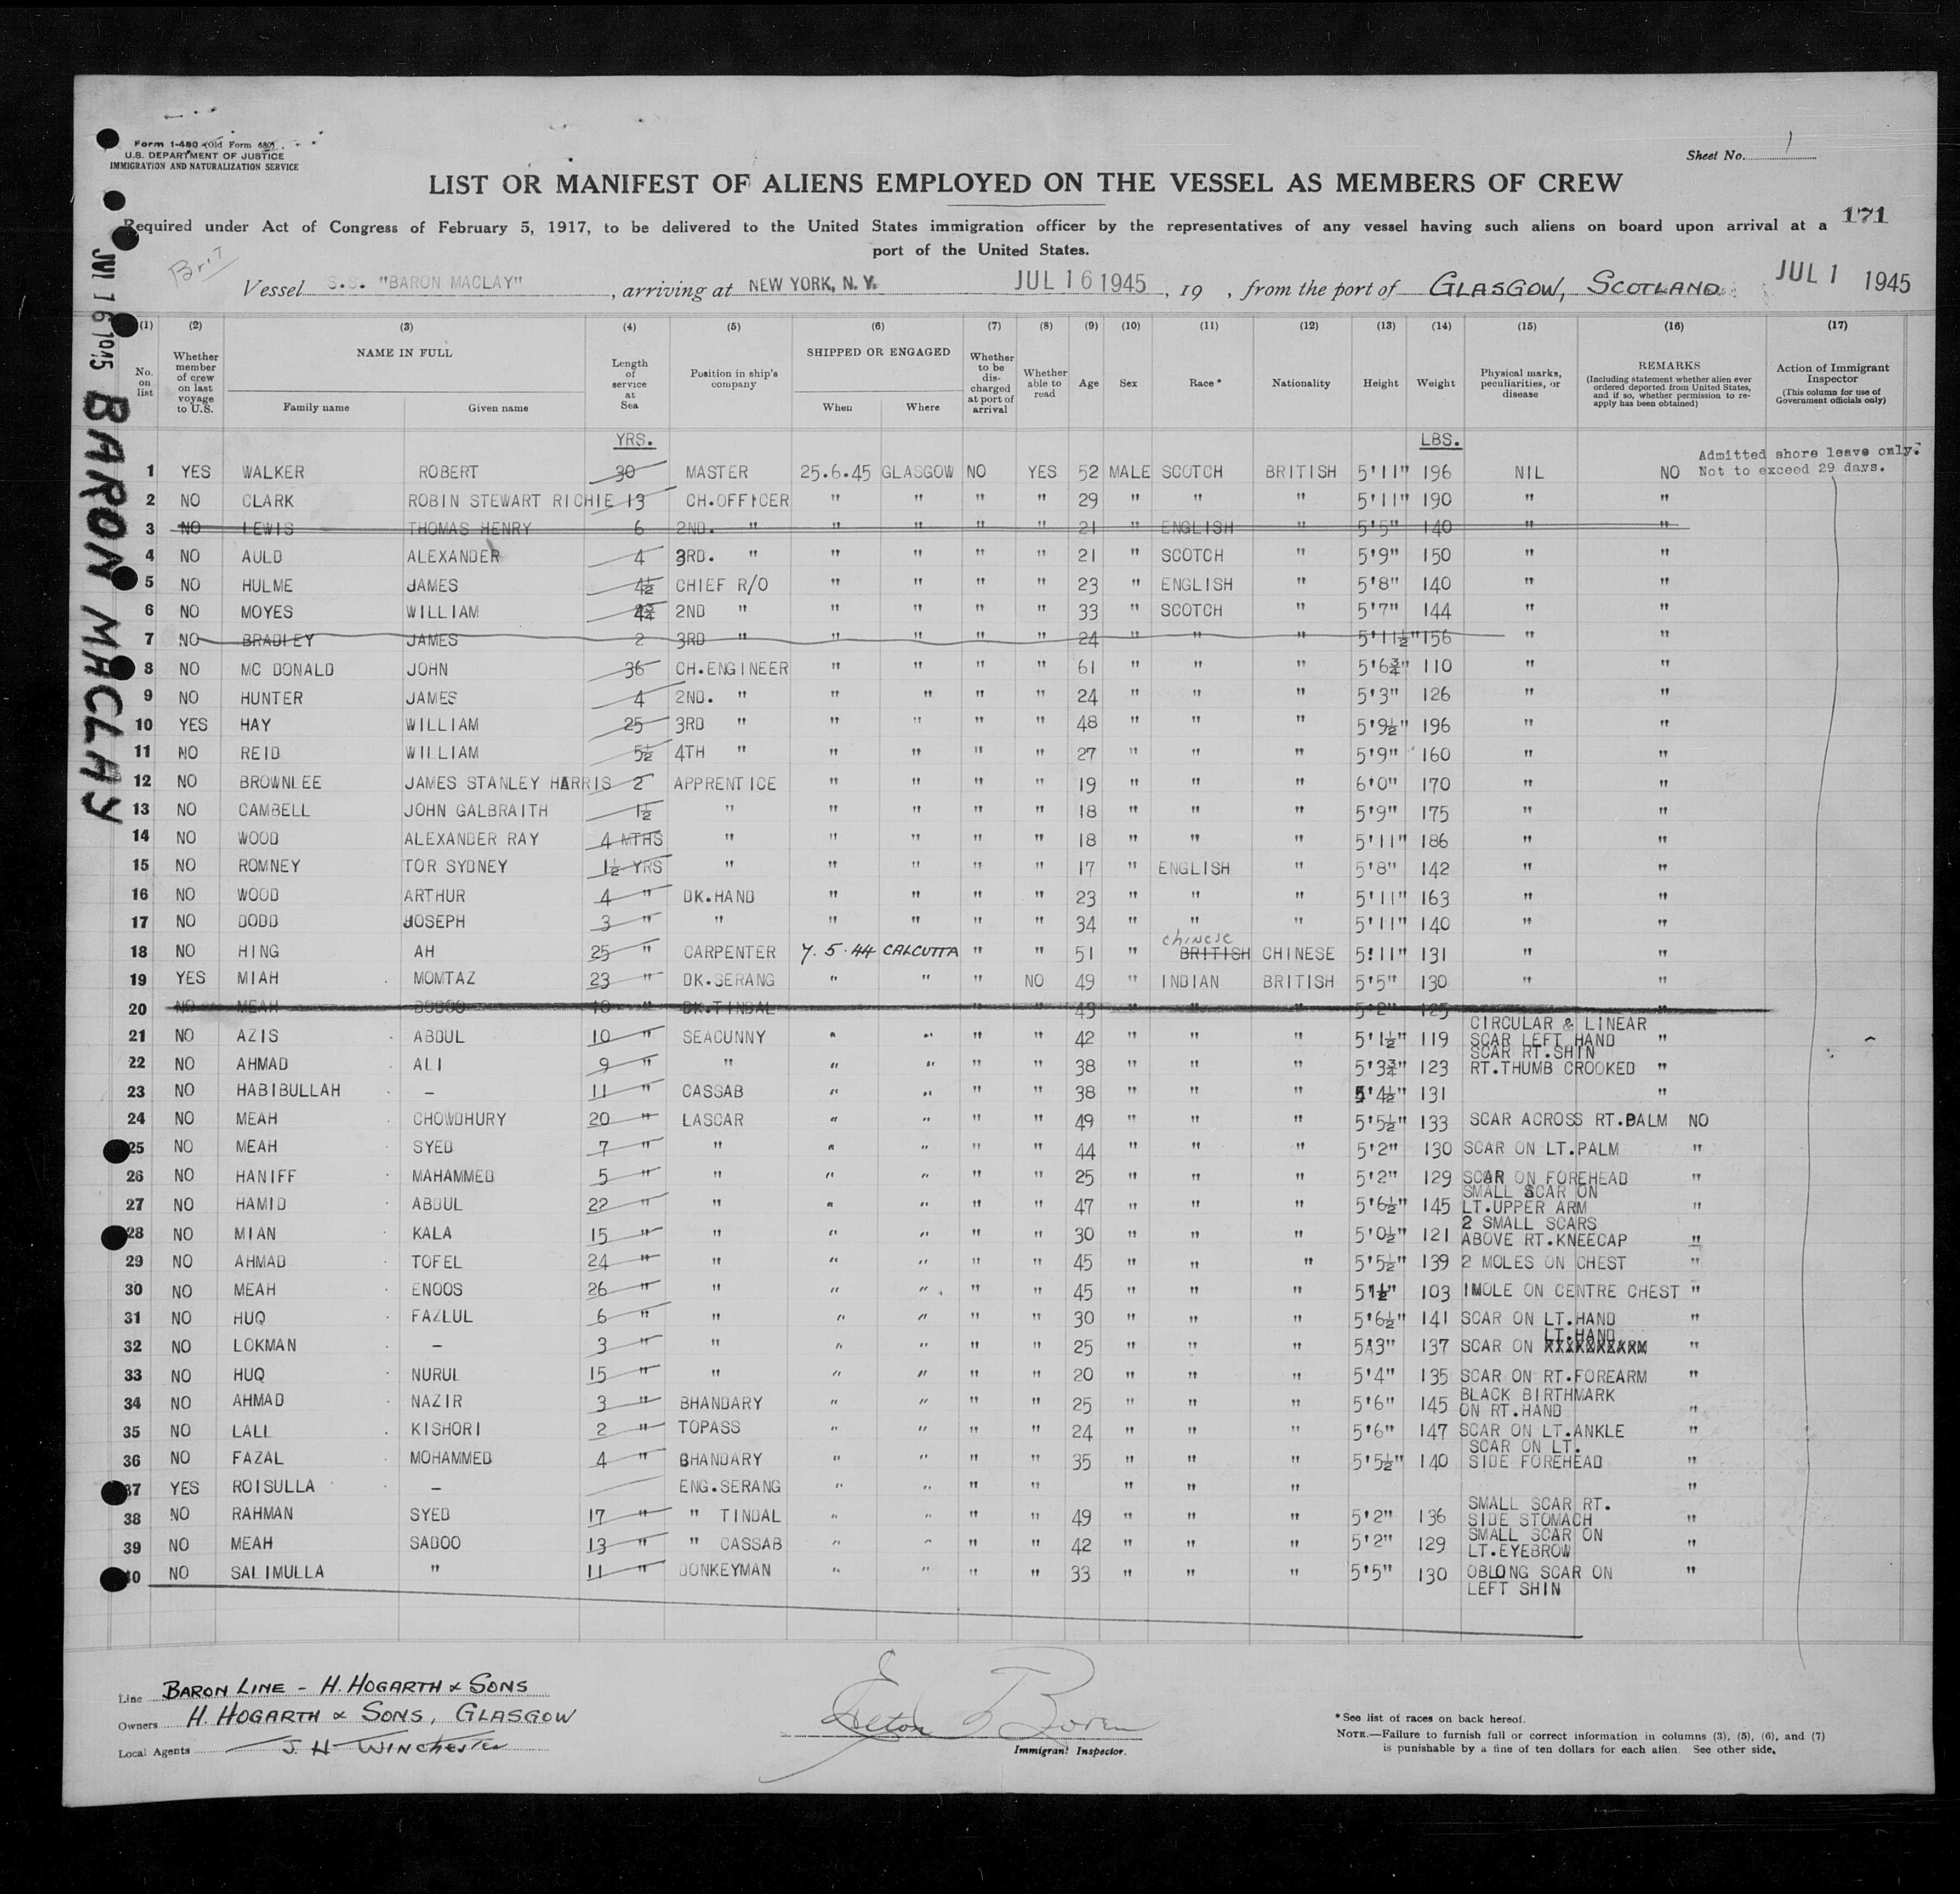 Form I-480 (Old Form 680)
U.S. DEPARTMENT OF JUSTICE
IMMIGRATION AND NATURALIZATION SERVICE
Sheet No. 1
LIST OR MANIFEST OF ALIENS EMPLOYED ON THE VESSEL AS MEMBERS OF CREW
171
Required under Act of Congress of February 5, 1917, to be delivered to the United States immigration officer by the representatives of any vessel having such aliens on board upon arrival at a
port of the United States.
Brit
Vessel S.S. "BARON MACLAY", arriving at NEW YORK, N.Y. JUL 16 1945, 19 , from the port of GLASGOW, SCOTLAND. JUL 1 1945
JUL 16 1945 BARON MACLAY
(1) (2) (3) (4) (5) (6) (7) (8) (9) (10) (11) (12) (13) (14) (15) (16) (17)
No. on list
Whether member of crew on last voyage to U.S.
NAME IN FULL
Family name Given name
Length of service at Sea
Position in ship's company
SHIPPED OR ENGAGED
When Where
Whether to be discharged at port of arrival
Whether able to read
Age
Sex
Race*
Nationality
Height
Weight
Physical marks, peculiarities, or disease
REMARKS
(Including statement whether alien ever ordered deported from United States, and if so, whether permission to re-apply has been obtained)
Action of Immigrant Inspector
(This column for use of Government officials only)
YRS. LBS.
Admitted shore leave only.
Not to exceed 29 days.
1 YES WALKER ROBERT 30 MASTER 25.6.45 GLASGOW NO YES 52 MALE SCOTCH BRITISH 5'11" 196 NIL NO
2 NO CLARK ROBIN STEWART RICHIE 13 CH.OFFICER " " " " 29 " " " 5'11" 190 " "
3 NO LEWIS THOMAS HENRY 6 2ND. " " " " " 21 " ENGLISH " 5'5" 140 " "
4 NO AULD ALEXANDER 4 3RD. " " " " " 21 " SCOTCH " 5'9" 150 " "
5 NO HULME JAMES 4½ CHIEF R/O " " " " 23 " ENGLISH " 5'8" 140 " "
6 NO MOYES WILLIAM 2ND " " " " " 33 " SCOTCH " 5'7" 144 " "
7 NO BRADLEY JAMES 2 3RD " " " " " 24 " " " 5'11½" 156 " "
8 NO MC DONALD JOHN 36 CH.ENGINEER " " " " 61 " " " 5'6¾" 110 " "
9 NO HUNTER JAMES 4 2ND. " " " " " 24 " " " 5'3" 126 " "
10 YES HAY WILLIAM 25 3RD " " " " " 48 " " " 5'9½" 196 " "
11 NO REID WILLIAM 5½ 4TH " " " " " 27 " " " 5'9" 160 " "
12 NO BROWNLEE JAMES STANLEY HARRIS 2 APPRENTICE " " " " 19 " " " 6'0" 170 " "
13 NO CAMBELL JOHN GALBRAITH 1½ " " " " " 18 " " " 5'9" 175 " "
14 NO WOOD ALEXANDER RAY 4 MTHS " " " " " 18 " " " 5'11" 186 " "
15 NO ROMNEY TOR SYDNEY 1½ YRS " " " " " 17 " ENGLISH " 5'8" 142 " "
16 NO WOOD ARTHUR 4 " DK.HAND " " " " 23 " " " 5'11" 163 " "
17 NO DODD JOSEPH 3 " " " " " " 34 " " " 5'11" 140 " "
18 NO HING AH 25 " CARPENTER 7.5.44 CALCUTTA " " 51 " chinese BRITISH CHINESE 5'11" 131 " "
19 YES MIAH MOMTAZ 23 " DK.SERANG " " " NO 49 " INDIAN BRITISH 5'5" 130 " "
20 NO MEAH 10 " DK.TINDAL " " 43 " " " 5'2" 125 " "
21 NO AZIS ABDUL 10 " SEACUNNY " " " " 42 " " " 5'1½" 119 CIRCULAR & LINEAR SCAR LEFT HAND "
22 NO AHMAD ALI 9 " " " " " " 38 " " " 5'3¾" 123 SCAR RT.SHIN RT.THUMB CROOKED "
23 NO HABIBULLAH – 11 " CASSAB " " " " 38 " " " 5'4½" 131 "
24 NO MEAH CHOWDHURY 20 " LASCAR " " " " 49 " " " 5'5½" 133 SCAR ACROSS RT.PALM NO
25 NO MEAH SYED 7 " " " " " " 44 " " " 5'2" 130 SCAR ON LT.PALM "
26 NO HANIFF MAHAMMED 5 " " " " " " 25 " " " 5'2" 129 SCAR ON FOREHEAD "
27 NO HAMID ABDUL 22 " " " " " " 47 " " " 5'6½" 145 SMALL SCAR ON LT.UPPER ARM "
28 NO MIAN KALA 15 " " " " " " 30 " " " 5'0½" 121 2 SMALL SCARS ABOVE RT.KNEECAP "
29 NO AHMAD TOFEL 24 " " " " " " 45 " " " 5'5½" 139 2 MOLES ON CHEST "
30 NO MEAH ENOOS 26 " " " " " " 45 " " " 5'1½" 103 1MOLE ON CENTRE CHEST "
31 NO HUQ FAZLUL 6 " " " " " " 30 " " " 5'6½" 141 SCAR ON LT.HAND "
32 NO LOKMAN – 3 " " " " " " 25 " " " 5'3" 137 SCAR ON LT.HAND "
33 NO HUQ NURUL 15 " " " " " " 20 " " " 5'4" 135 SCAR ON RT.FOREARM "
34 NO AHMAD NAZIR 3 " BHANDARY " " " " 25 " " " 5'6" 145 BLACK BIRTHMARK ON RT.HAND "
35 NO LALL KISHORI 2 " TOPASS " " " " 24 " " " 5'6" 147 SCAR ON LT.ANKLE "
36 NO FAZAL MOHAMMED 4 " BHANDARY " " " " 35 " " " 5'5½" 140 SCAR ON LT. SIDE FOREHEAD "
37 YES ROISULLA – ENG.SERANG " " " " " " " "
38 NO RAHMAN SYED 17 " " TINDAL " " " " 49 " " " 5'2" 136 SMALL SCAR RT. SIDE STOMACH "
39 NO MEAH SADOO 13 " " CASSAB " " " " 42 " " " 5'2" 129 SMALL SCAR ON LT.EYEBROW "
40 NO SALIMULLA " 11 " DONKEYMAN " " " " 33 " " " 5'5" 130 OBLONG SCAR ON LEFT SHIN "
Line BARON LINE – H. HOGARTH & SONS
Owners H. HOGARTH & SONS, GLASGOW
Local Agents J. H. WINCHESTER
Immigrant Inspector.
*See list of races on back hereof.
NOTE.—Failure to furnish full or correct information in columns (3), (5), (6), and (7)
is punishable by a fine of ten dollars for each alien. See other side.